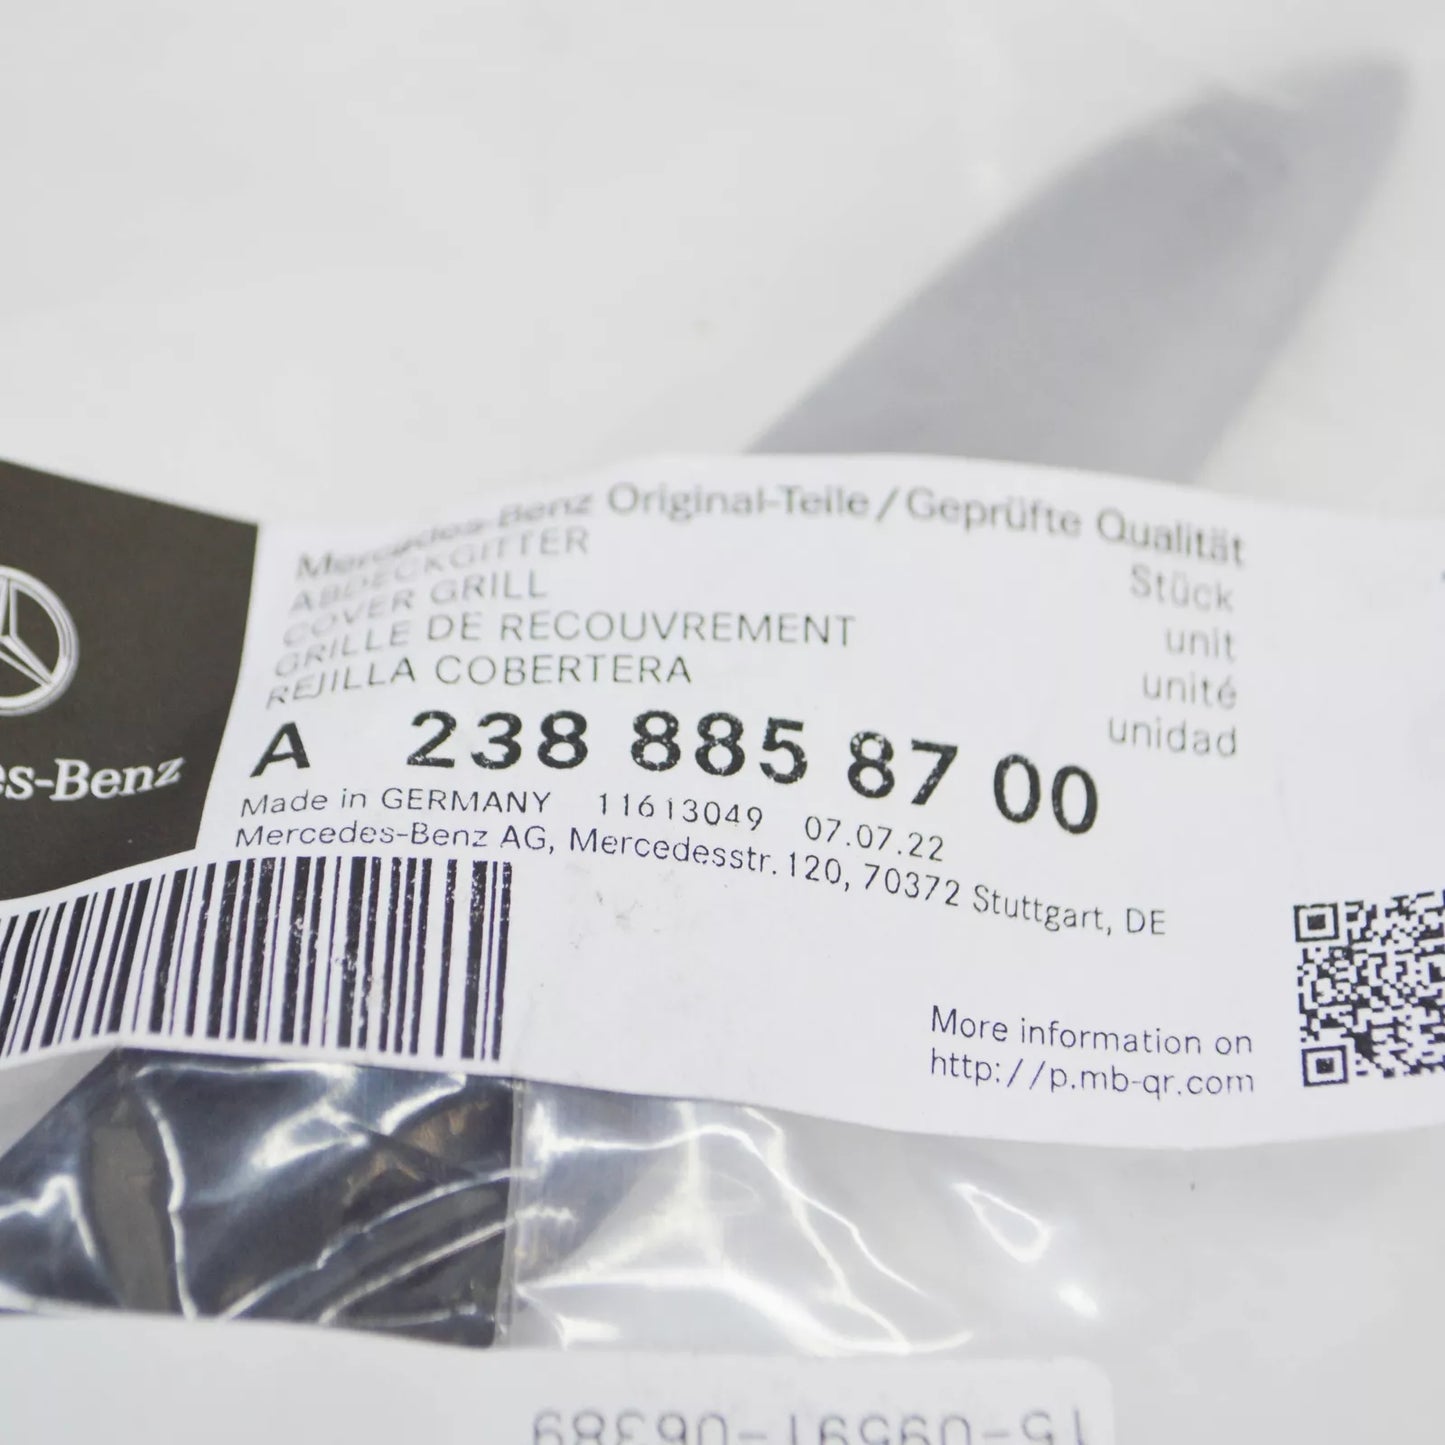 Mercedes-Benz Original-Teile / Geprüfte Qualität
ABDECKGITTER Stück
COVER GRILL unit
GRILLE DE RECOUVREMENT unité
REJILLA COBERTERA unidad
A 238 885 87 00
es-Benz
Made in GERMANY 11613049 07.07.22
Mercedes-Benz AG, Mercedesstr. 120, 70372 Stuttgart, DE
More information on
http://p.mb-qr.com